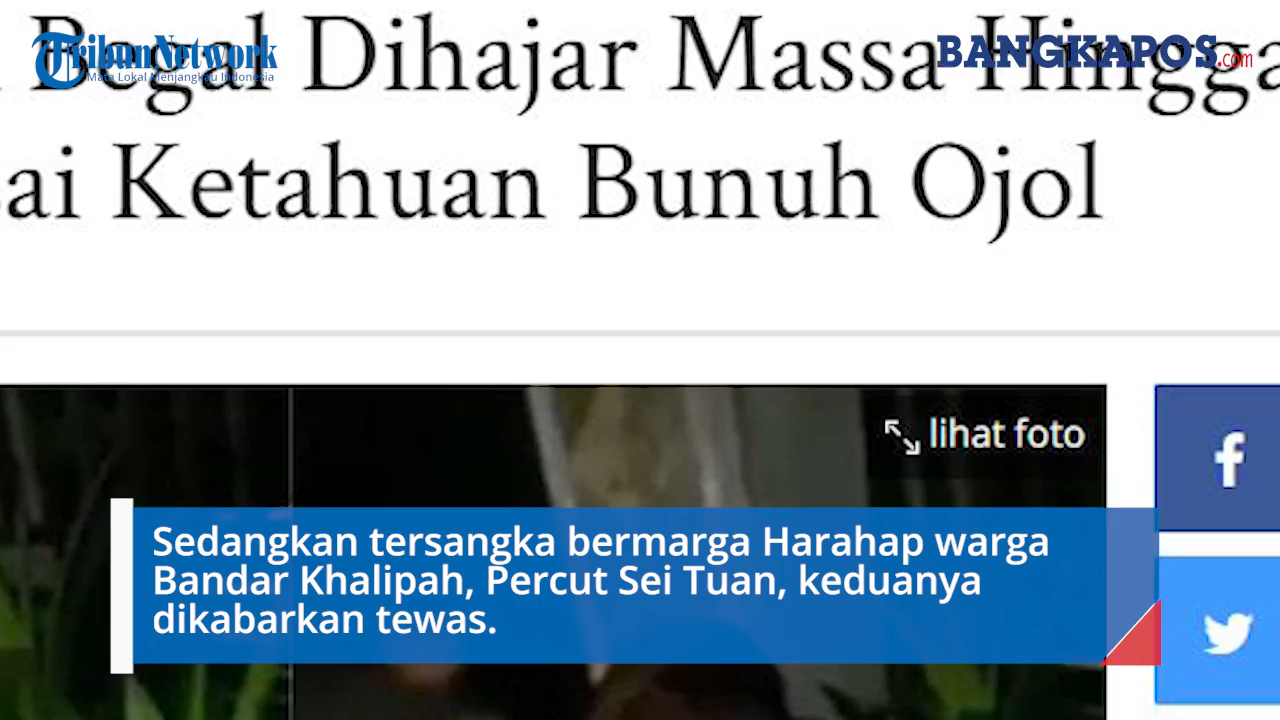 TribunNetwork
Mata Lokal Menjangkau Indonesia
BANGKAPOS.com
Begal Dihajar Massa Hingga
Ketahuan Bunuh Ojol
lihat foto
f
Sedangkan tersangka bermarga Harahap warga
Bandar Khalipah, Percut Sei Tuan, keduanya
dikabarkan tewas.